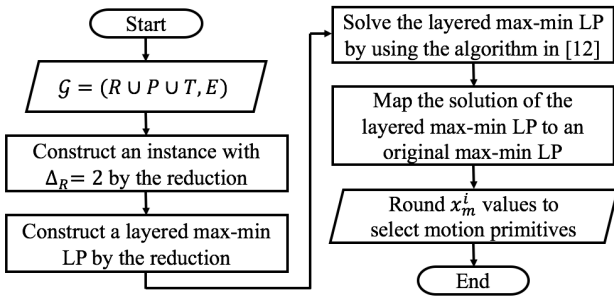 Start
𝒢 = (R ∪ P ∪ T, E)
Construct an instance with
Δ_R = 2 by the reduction
Construct a layered max-min
LP by the reduction
Solve the layered max-min LP
by using the algorithm in [12]
Map the solution of the
layered max-min LP to an
original max-min LP
Round x_m^i values to
select motion primitives
End